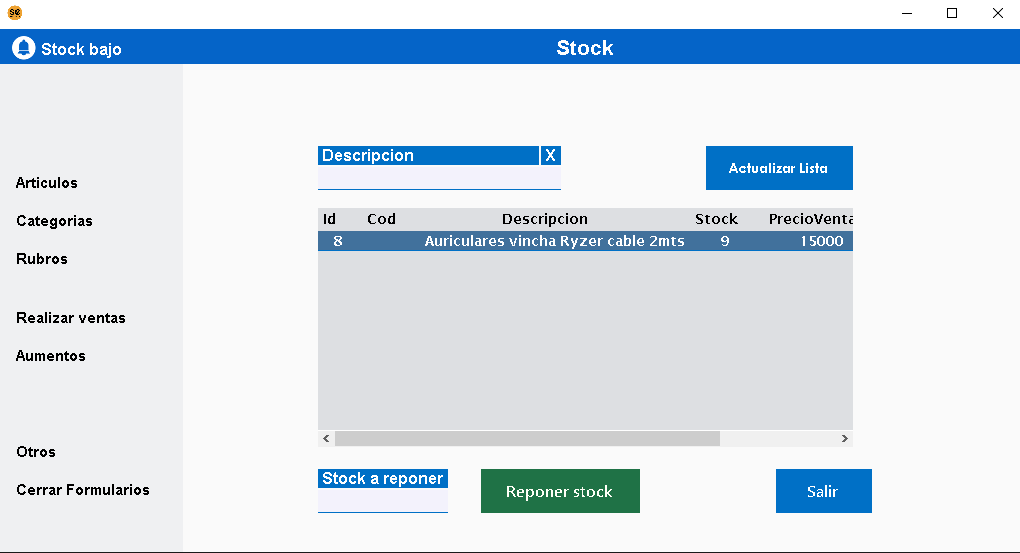 Stock bajo
Stock
Descripcion X
Actualizar Lista
Id Cod Descripcion Stock PrecioVenta
8 Auriculares vincha Ryzer cable 2mts 9 15000
Articulos
Categorias
Rubros
Realizar ventas
Aumentos
Otros
Cerrar Formularios
Stock a reponer
Reponer stock
Salir